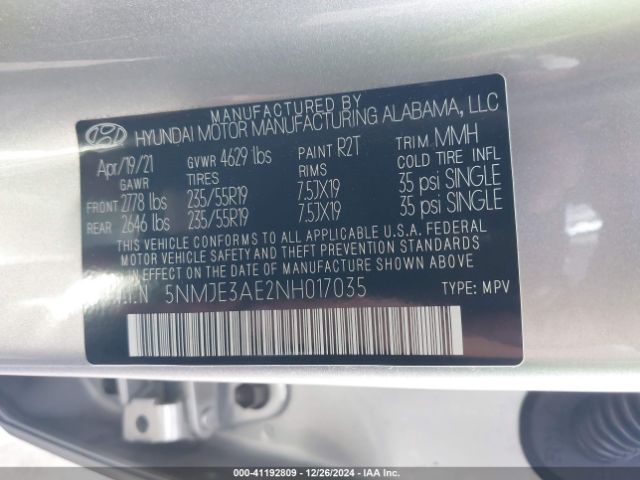 MANUFACTURED BY
HYUNDAI MOTOR MANUFACTURING ALABAMA, LLC
Apr/19/21 GVWR 4629 lbs PAINT R2T TRIM MMH
GAWR TIRES RIMS COLD TIRE INFL
FRONT 2778 lbs 235/55R19 7.5JX19 35 psi SINGLE
REAR 2646 lbs 235/55R19 7.5JX19 35 psi SINGLE
THIS VEHICLE CONFORMS TO ALL APPLICABLE U.S.A. FEDERAL
MOTOR VEHICLE SAFETY AND THEFT PREVENTION STANDARDS
IN EFFECT ON THE DATE OF MANUFACTURE SHOWN ABOVE.
V.I.N 5NMJE3AE2NH017035 TYPE: MPV
000-41192809 - 12/26/2024 - IAA Inc.